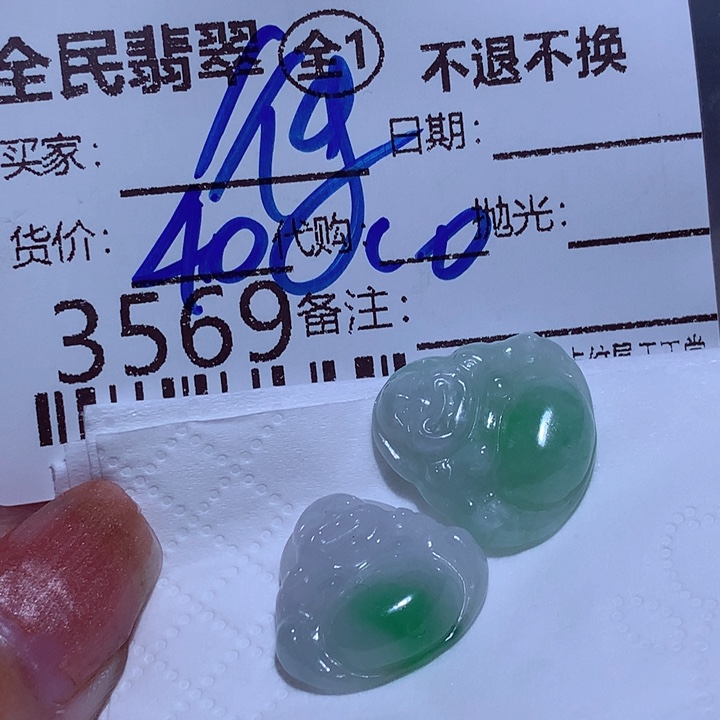 全民翡翠 全1 不退不换
买家： 日期：
货价： 40000 代购： 抛光：
3569 备注：